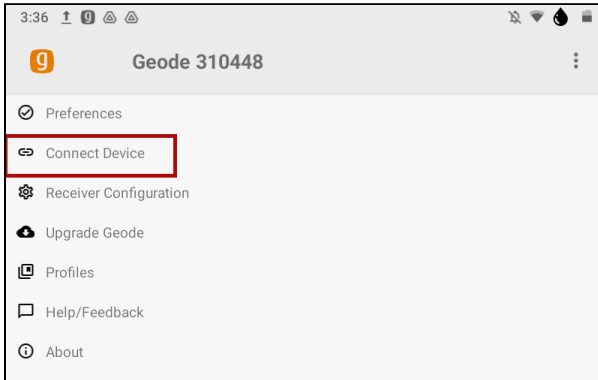 3:36
g
g Geode 310448
Preferences
Connect Device
Receiver Configuration
Upgrade Geode
Profiles
Help/Feedback
About